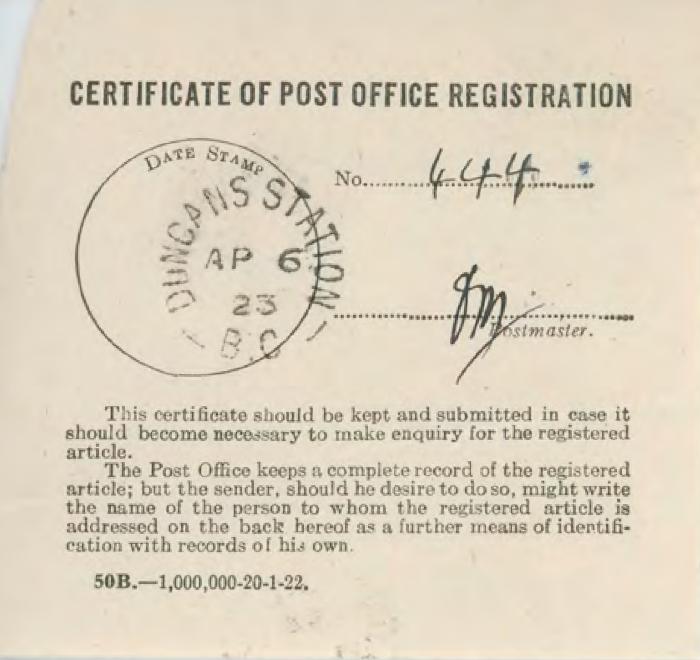 CERTIFICATE OF POST OFFICE REGISTRATION
DATE STAMP
No. 444
DUNCANS STATION
AP 6
23
B.C
Postmaster.
This certificate should be kept and submitted in case it
should become necessary to make enquiry for the registered
article.
The Post Office keeps a complete record of the registered
article; but the sender, should he desire to do so, might write
the name of the person to whom the registered article is
addressed on the back hereof as a further means of identifi-
cation with records of his own.
50B.—1,000,000-20-1-22.